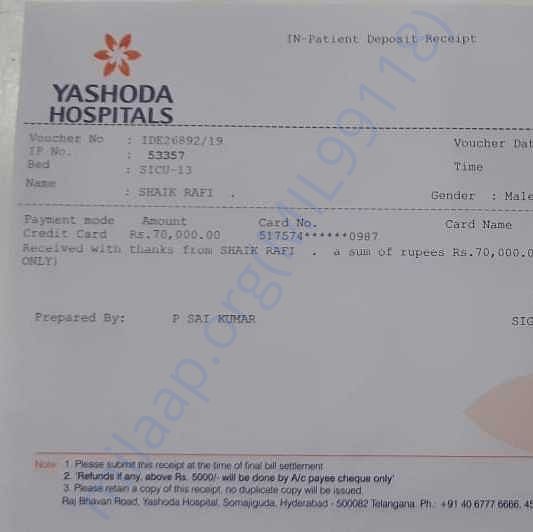 IN-Patient Deposit Receipt
YASHODA
HOSPITALS
Voucher No : IDE26892/19 Voucher Dat
IP No. : 53357
Bed : SICU-13 Time
Name : SHAIK RAFI . Gender : Male
Payment mode Amount Card No. Card Name
Credit Card Rs.70,000.00 517574******0987
Received with thanks from SHAIK RAFI . a sum of rupees Rs.70,000.0
ONLY)
Prepared By: P SAI KUMAR SIG
Note: 1. Please submit this receipt at the time of final bill settlement
2. 'Refunds if any, above Rs. 5000/- will be done by A/c payee cheque only'
3. Please retain a copy of this receipt, no duplicate copy will be issued.
Raj Bhavan Road, Yashoda Hospital, Somajiguda, Hyderabad - 500082 Telangana. Ph.: +91 40 6777 6666, 45
milaap.org(MIL99118)